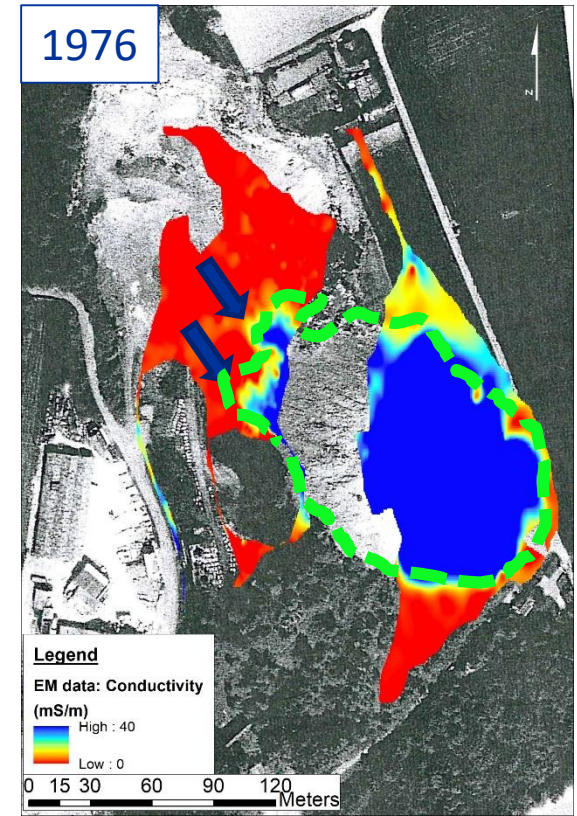 1976
N
Legend
EM data: Conductivity
(mS/m)
High : 40
Low : 0
0 15 30 60 90 120
Meters